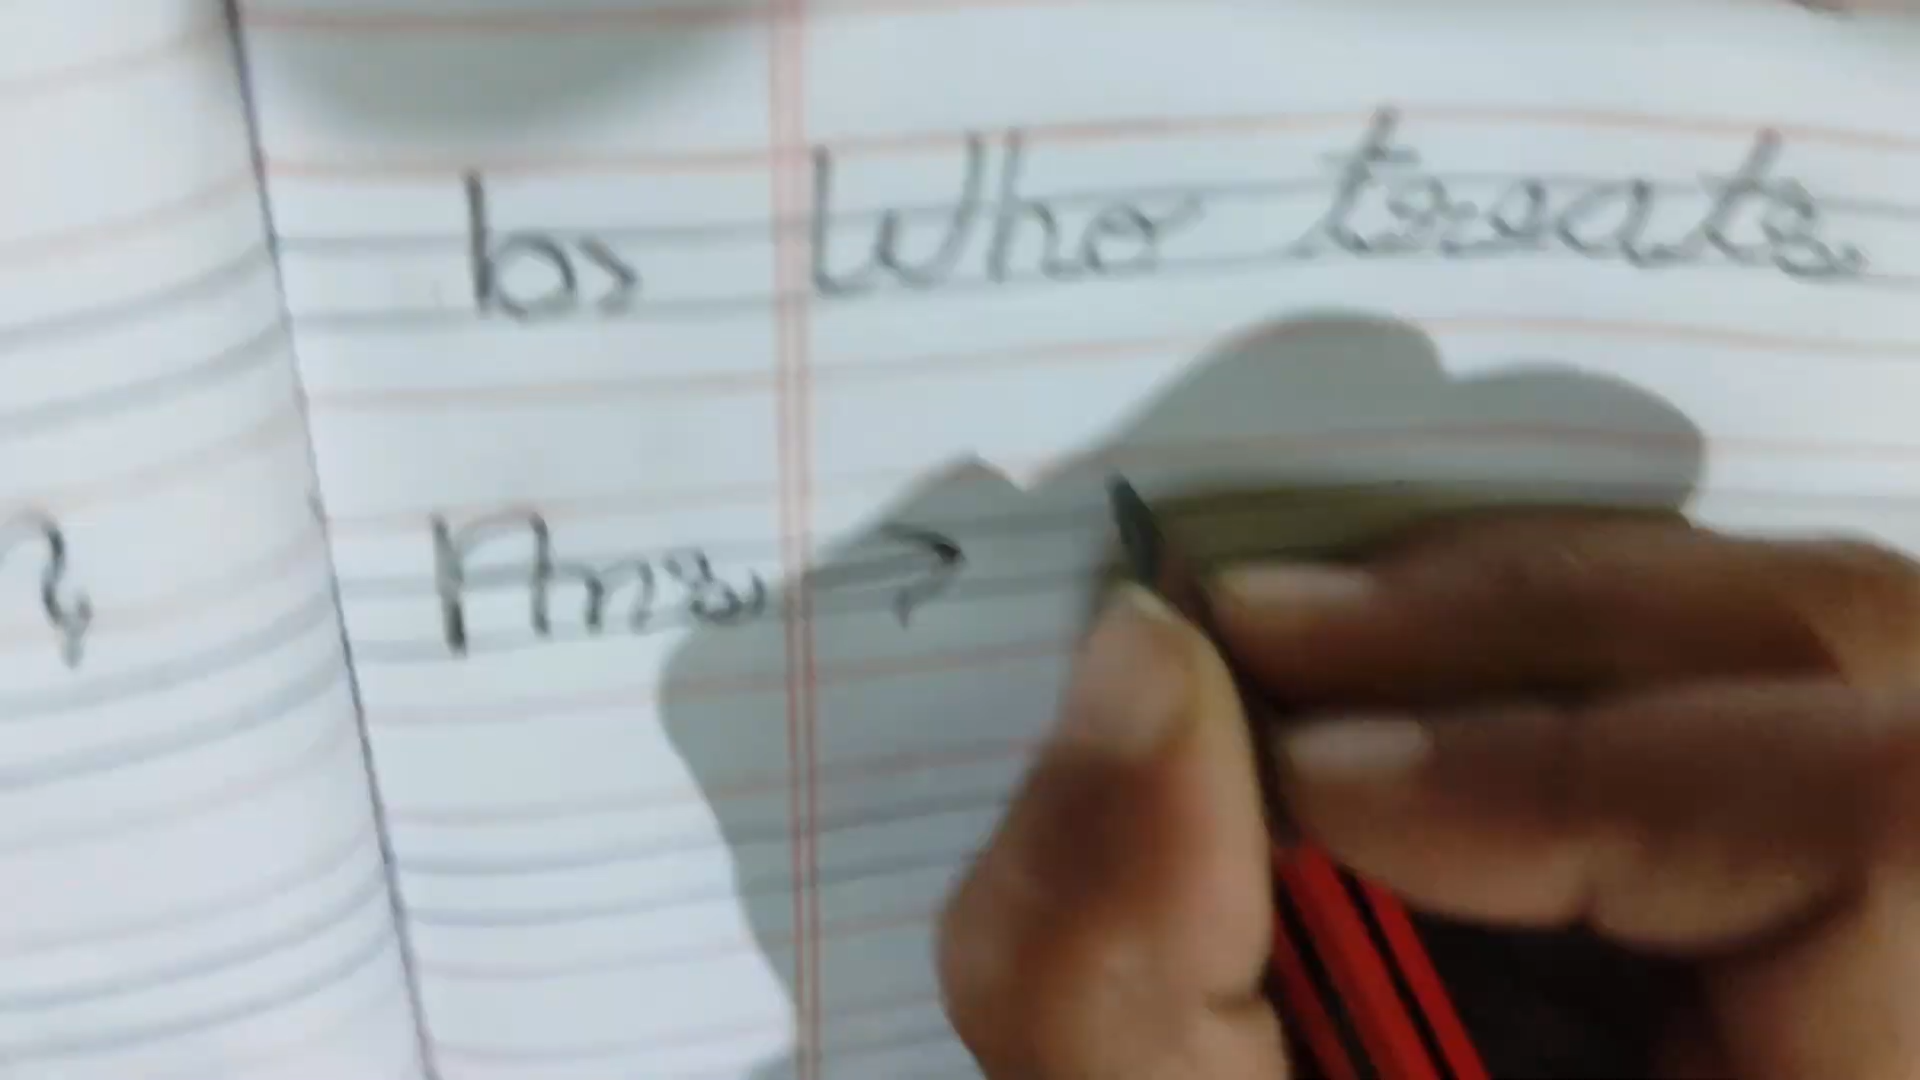 b> Who treats
Ans. →